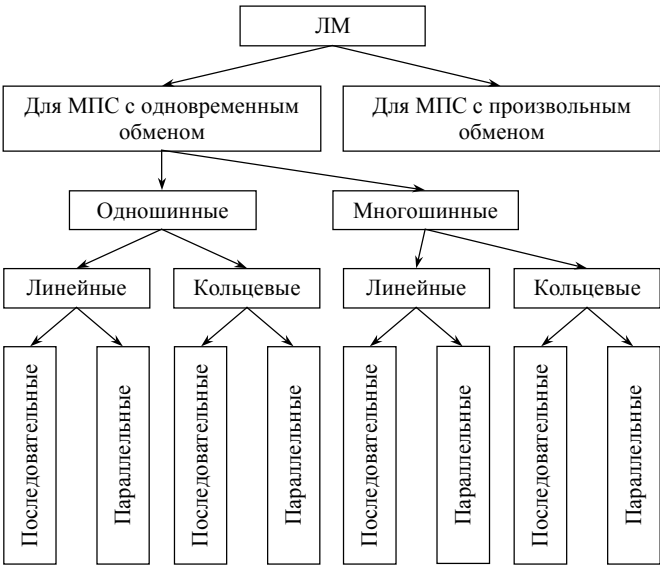 ЛМ
Для МПС с одновременным
обменом
Для МПС с произвольным
обменом
Одношинные
Многошинные
Линейные
Кольцевые
Линейные
Кольцевые
Последовательные
Параллельные
Последовательные
Параллельные
Последовательные
Параллельные
Последовательные
Параллельные